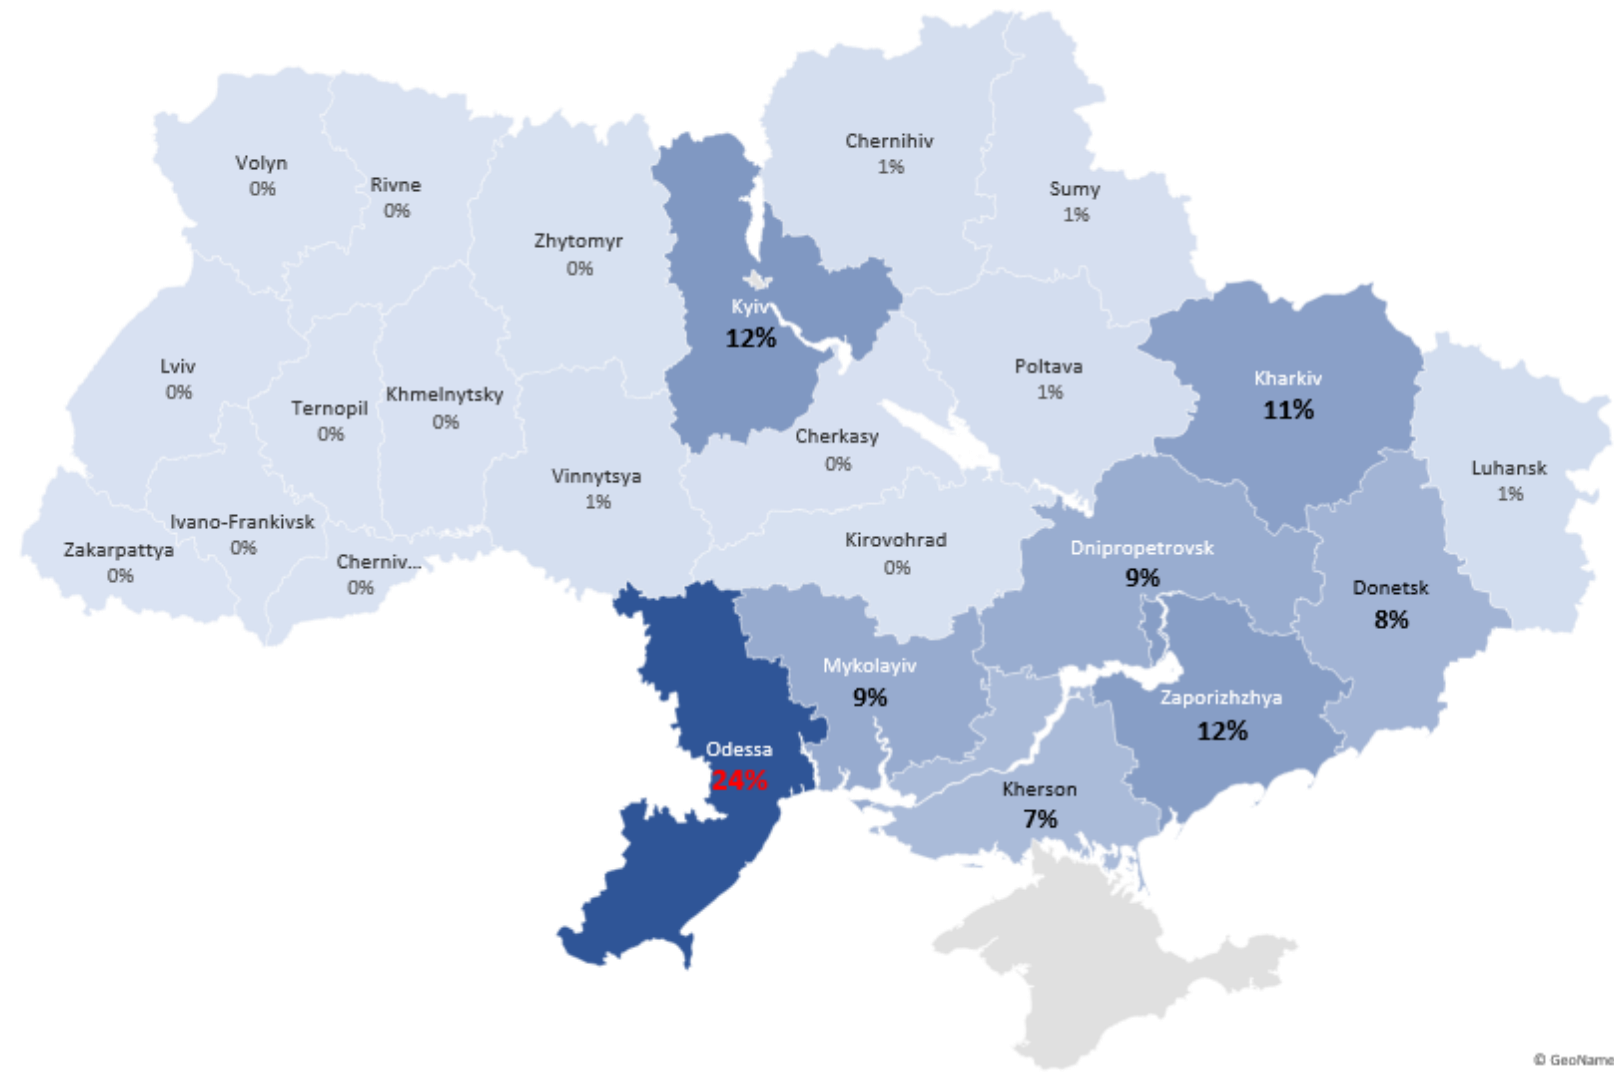 Chernihiv
1%
Volyn
0%
Rivne
0%
Sumy
1%
Zhytomyr
0%
Kyiv
12%
Lviv
0%
Poltava
1%
Kharkiv
11%
Khmelnytsky
0%
Ternopil
0%
Cherkasy
0%
Vinnytsya
1%
Luhansk
1%
Ivano-Frankivsk
0%
Zakarpattya
0%
Cherniv...
0%
Kirovohrad
0%
Dnipropetrovsk
9%
Donetsk
8%
Mykolayiv
9%
Zaporizhzhya
12%
Odessa
24%
Kherson
7%
© GeoName